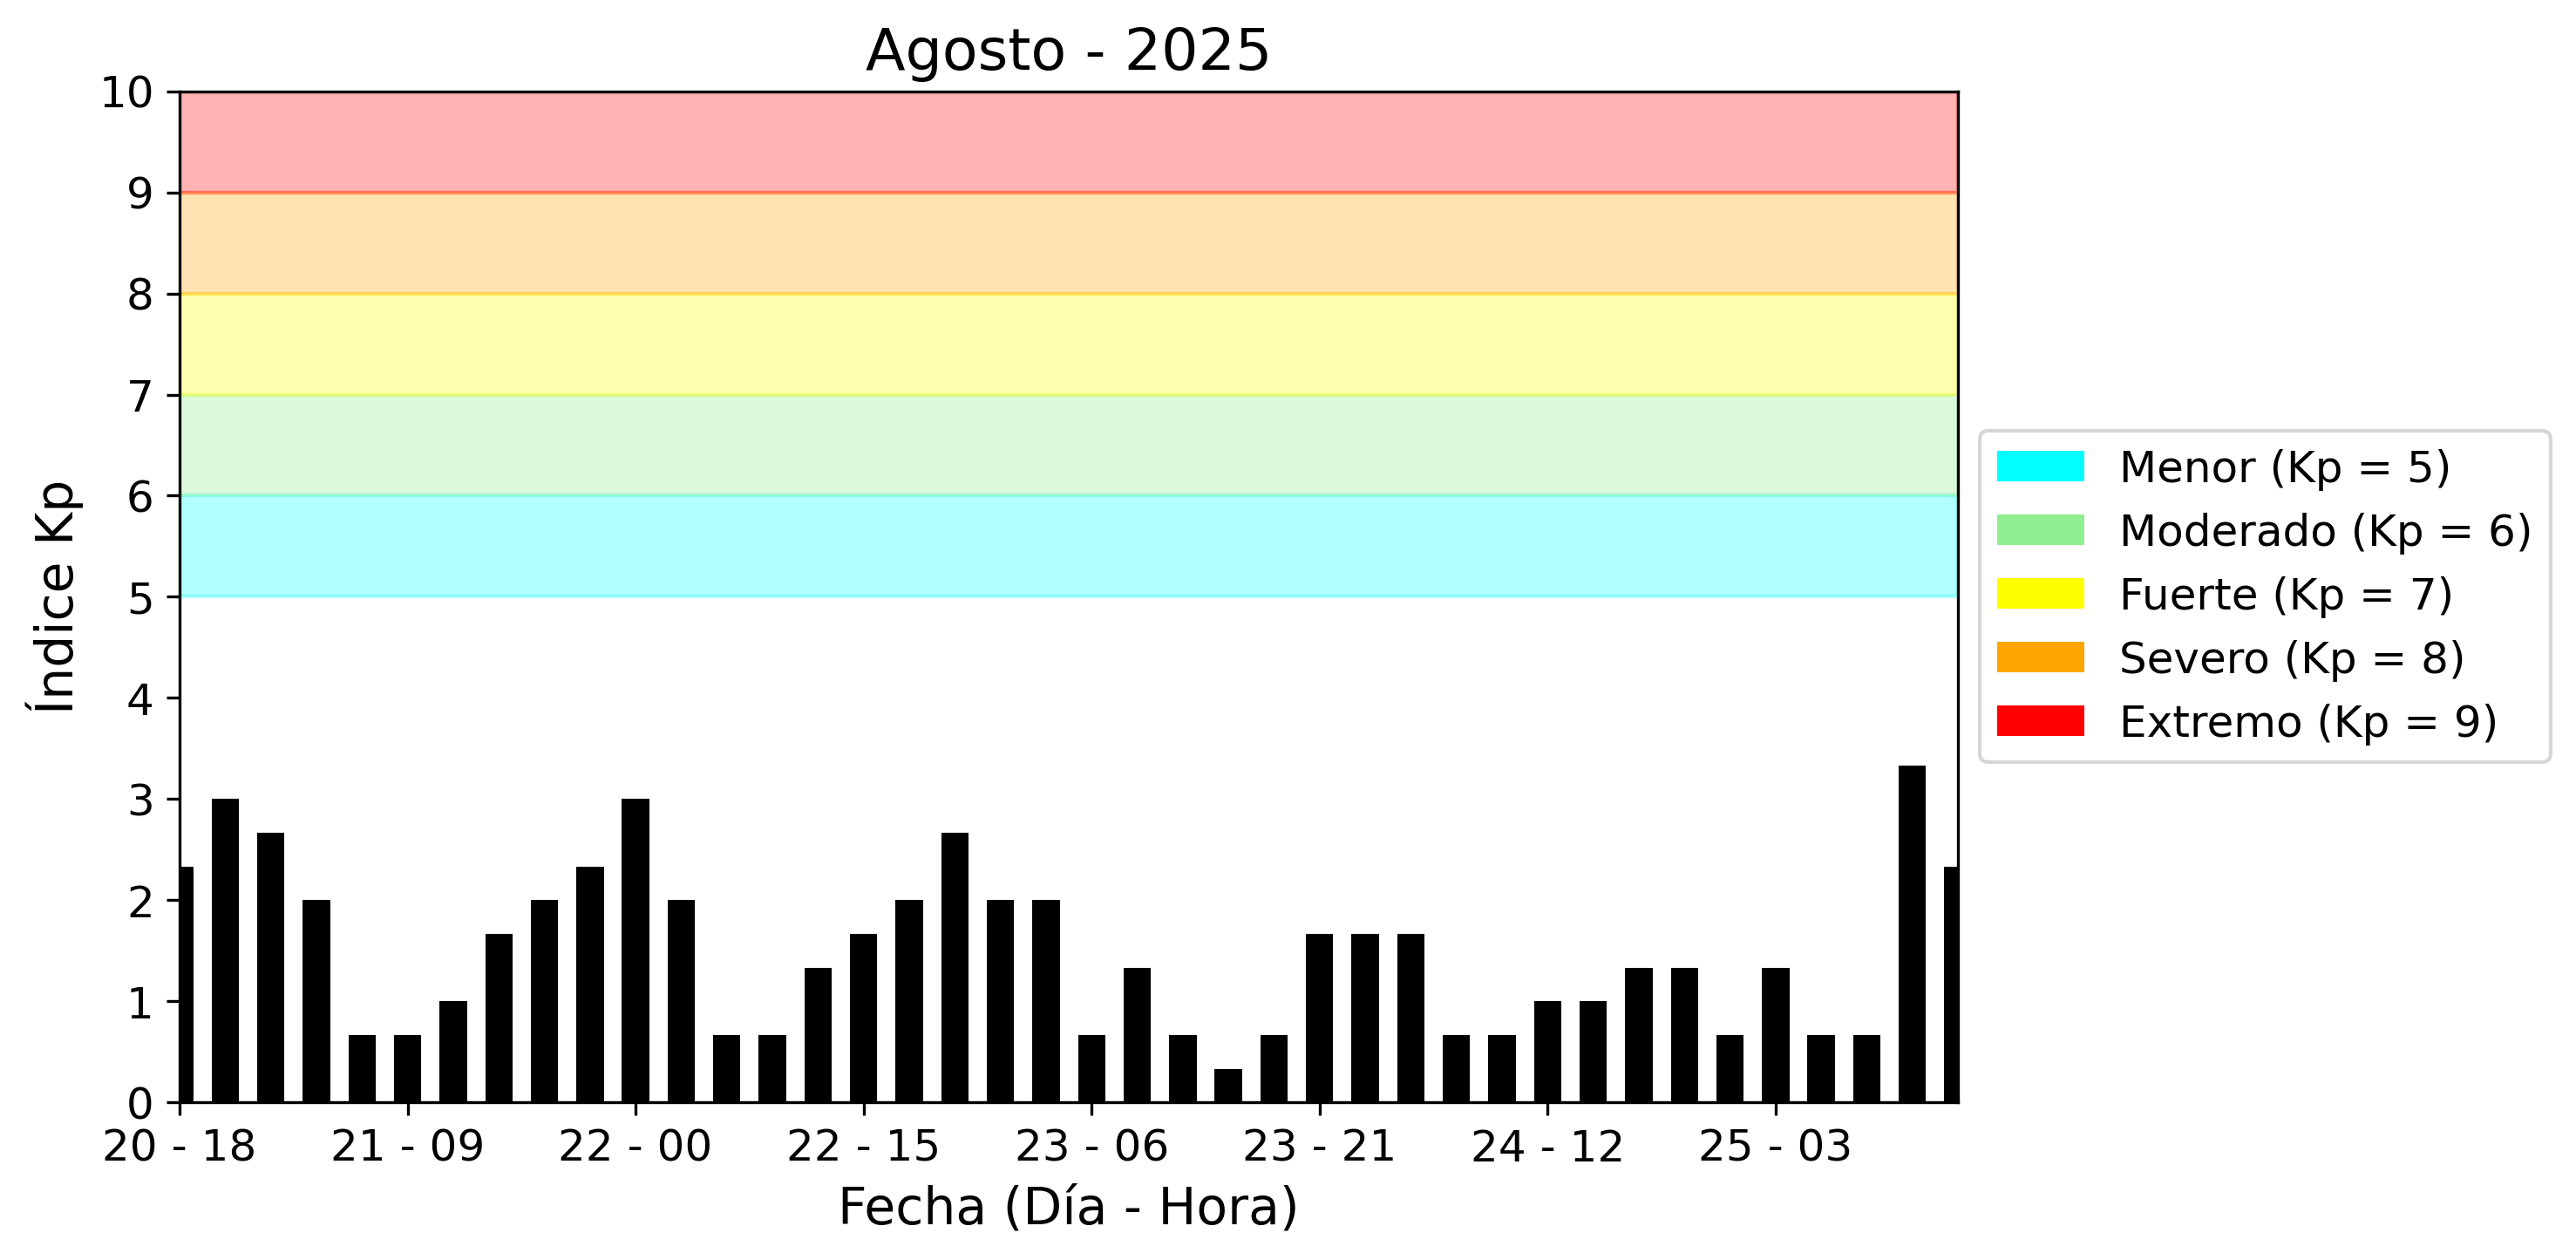 Agosto - 2025
Índice Kp
10
9
8
7
6
5
4
3
2
1
0
20 - 18
21 - 09
22 - 00
22 - 15
23 - 06
23 - 21
24 - 12
25 - 03
Fecha (Día - Hora)
Menor (Kp = 5)
Moderado (Kp = 6)
Fuerte (Kp = 7)
Severo (Kp = 8)
Extremo (Kp = 9)